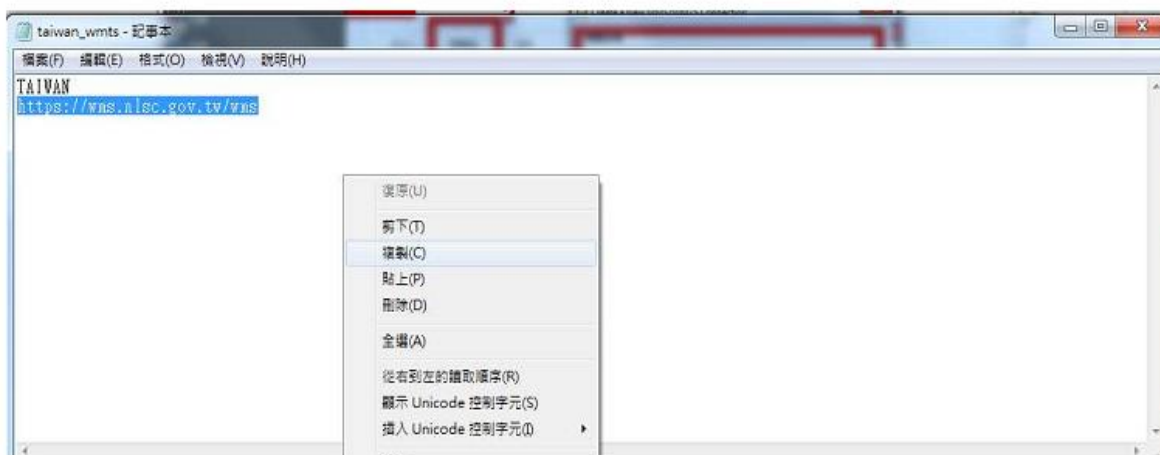 taiwan_wmts - 記事本
檔案(F) 編輯(E) 格式(O) 檢視(V) 說明(H)
TAIWAN
https://wms.nlsc.gov.tw/wms
復原(U)
剪下(T)
複製(C)
貼上(P)
刪除(D)
全選(A)
從右到左的讀取順序(R)
顯示 Unicode 控制字元(S)
插入 Unicode 控制字元(I)